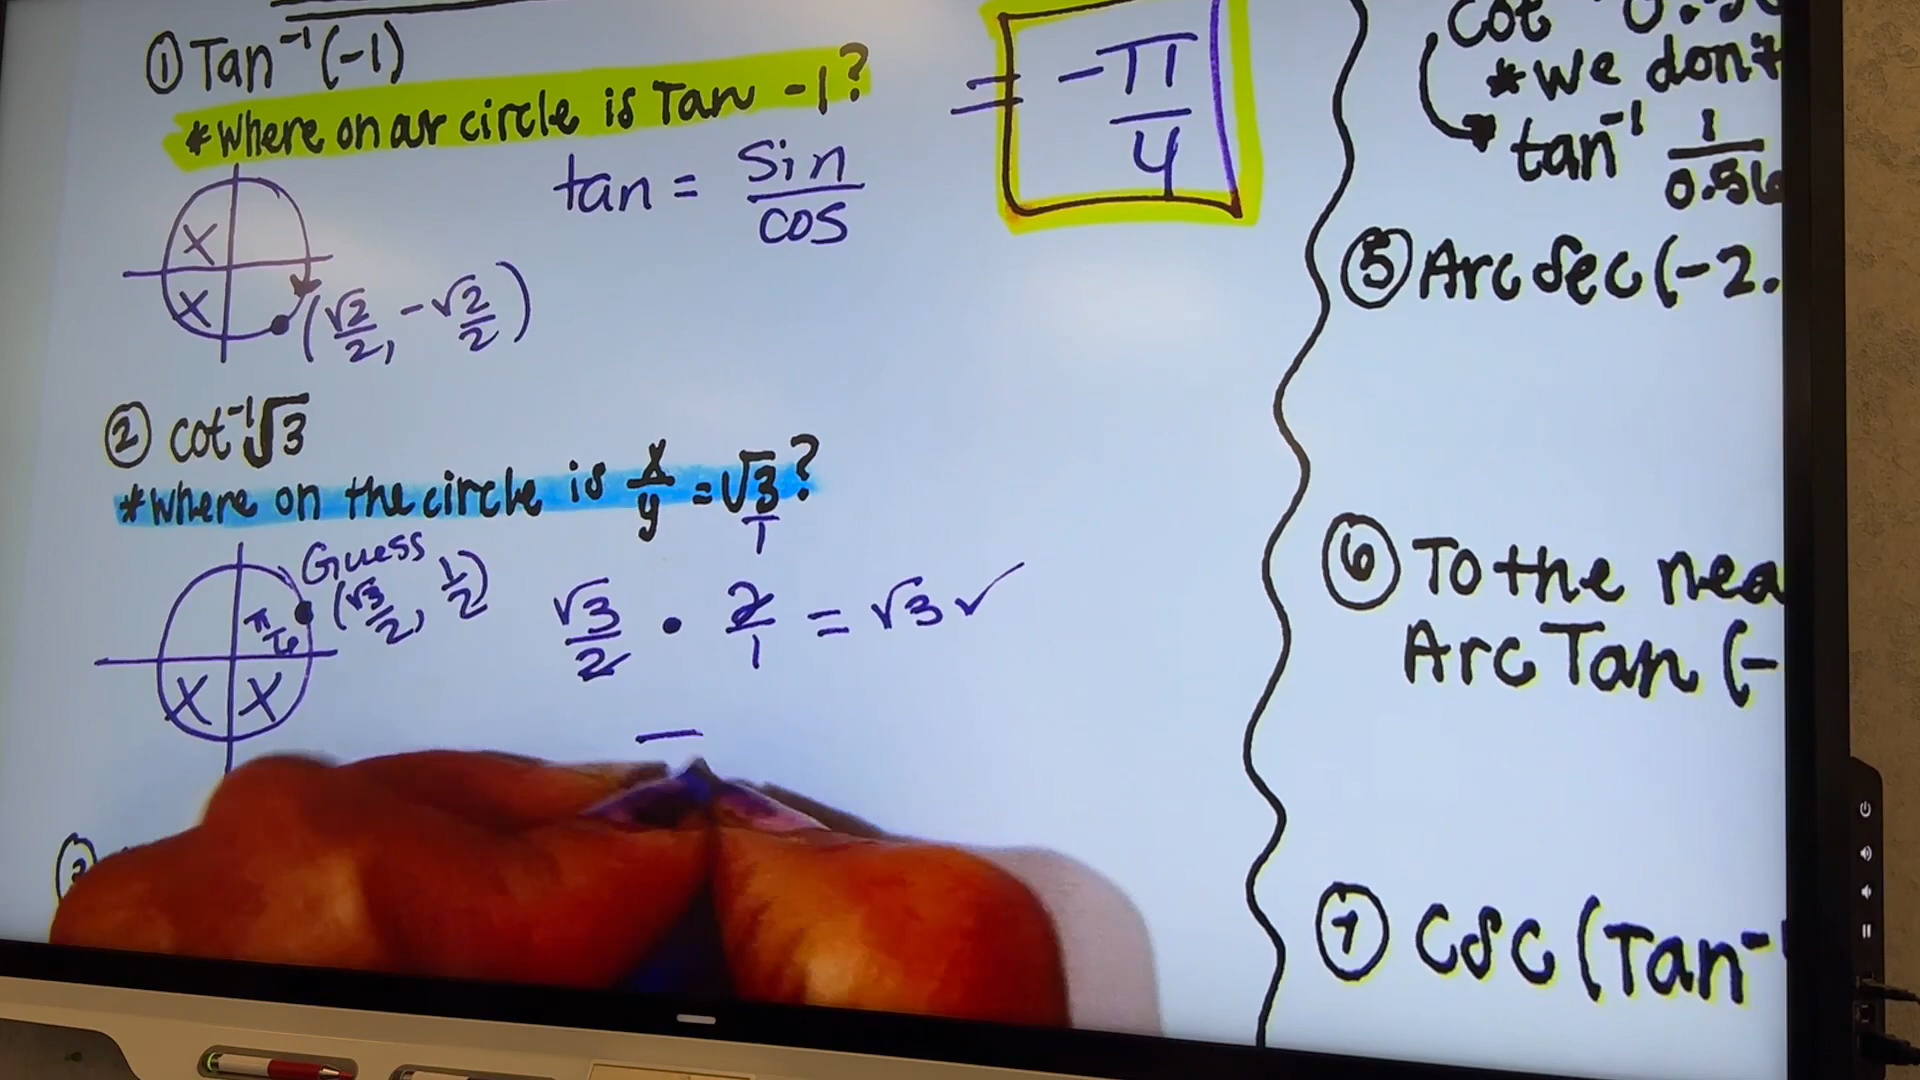 ① Tan⁻¹(-1)
*Where on our circle is Tan -1?
tan = sin/cos
= -π/4
X
X
(√2/2, -√2/2)
② cot⁻¹√3
*Where on the circle is x/y = √3/1?
Guess
(√3/2, 1/2)
π/6
X X
√3/2 • 2/1 = √3 ✓
cot
*We don't
tan⁻¹ 1/0.56
⑤ Arcsec(-2.
⑥ To the nea
ArcTan (-
⑦ csc (Tan⁻